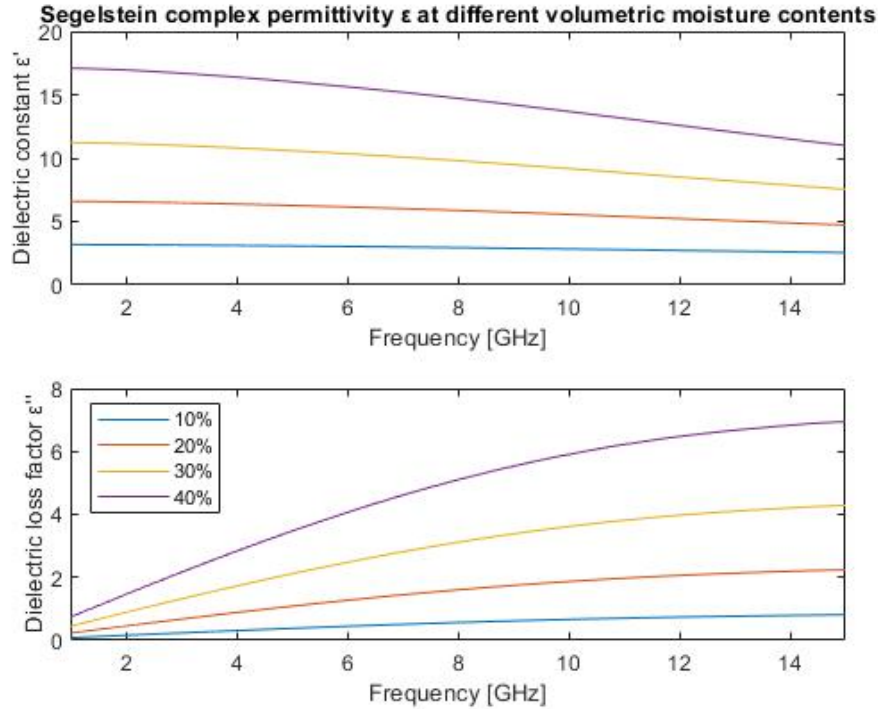 Segelstein complex permittivity ε at different volumetric moisture contents
20
15
10
5
0
Dielectric constant ε'
2 4 6 8 10 12 14
Frequency [GHz]
8
6
4
2
0
Dielectric loss factor ε"
10%
20%
30%
40%
2 4 6 8 10 12 14
Frequency [GHz]